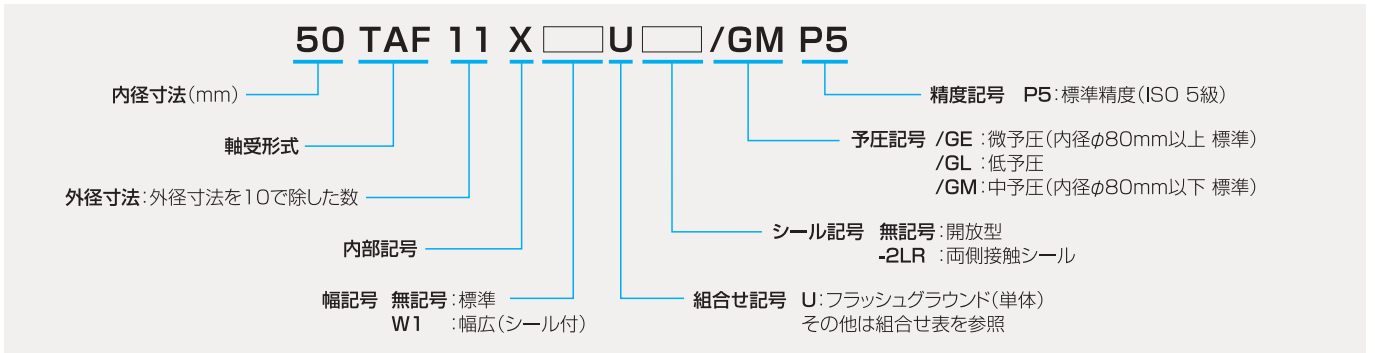 50 TAF 11 X U /GM P5
内径寸法(mm)
精度記号 P5:標準精度(ISO 5級)
軸受形式
予圧記号 /GE:微予圧(内径φ80mm以上 標準)
/GL:低予圧
/GM:中予圧(内径φ80mm以下 標準)
外径寸法:外径寸法を10で除した数
シール記号 無記号:開放型
-2LR:両側接触シール
内部記号
幅記号 無記号:標準
W1:幅広(シール付)
組合せ記号 U:フラッシュグラウンド(単体)
その他は組合せ表を参照